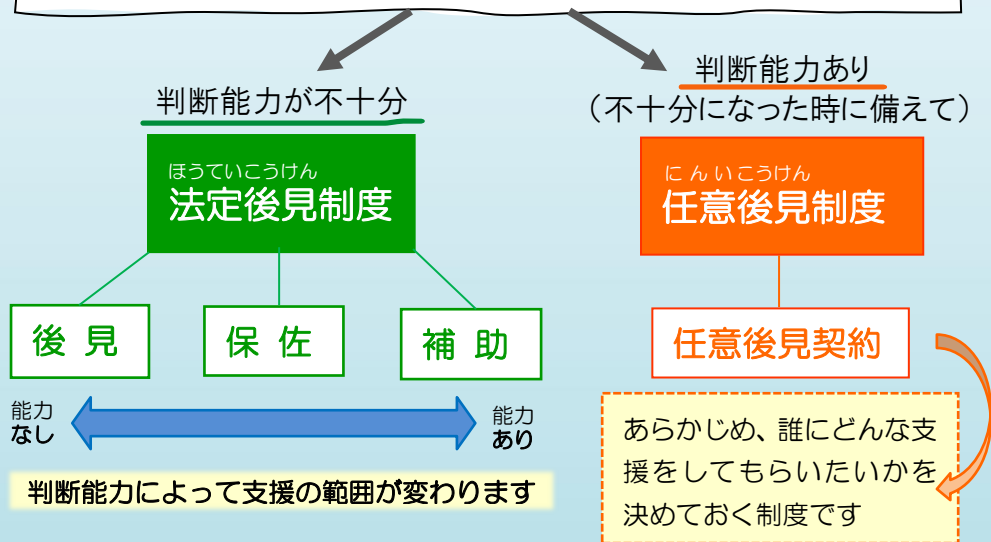 判断能力が不十分
ほうていこうけん
法定後見制度
後 見
保 佐
補 助
能力
なし
能力
あり
判断能力によって支援の範囲が変わります
判断能力あり
（不十分になった時に備えて）
にんいこうけん
任意後見制度
任意後見契約
あらかじめ、誰にどんな支
援をしてもらいたいかを
決めておく制度です